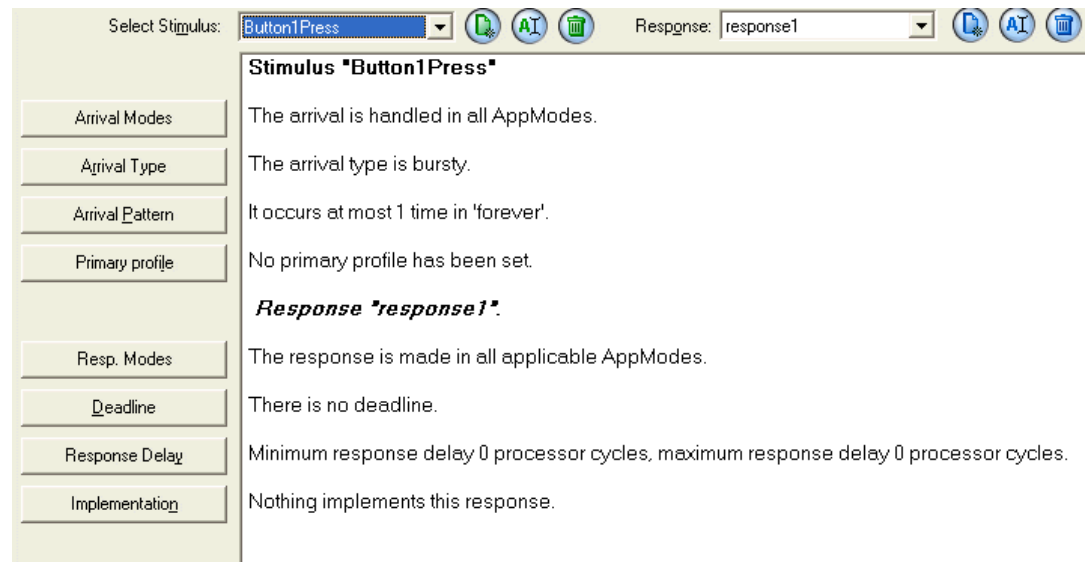 Select Stimulus: Button1Press Response: response1
Stimulus "Button1Press"
Arrival Modes The arrival is handled in all AppModes.
Arrival Type The arrival type is bursty.
Arrival Pattern It occurs at most 1 time in 'forever'.
Primary profile No primary profile has been set.
Response "response1".
Resp. Modes The response is made in all applicable AppModes.
Deadline There is no deadline.
Response Delay Minimum response delay 0 processor cycles, maximum response delay 0 processor cycles.
Implementation Nothing implements this response.